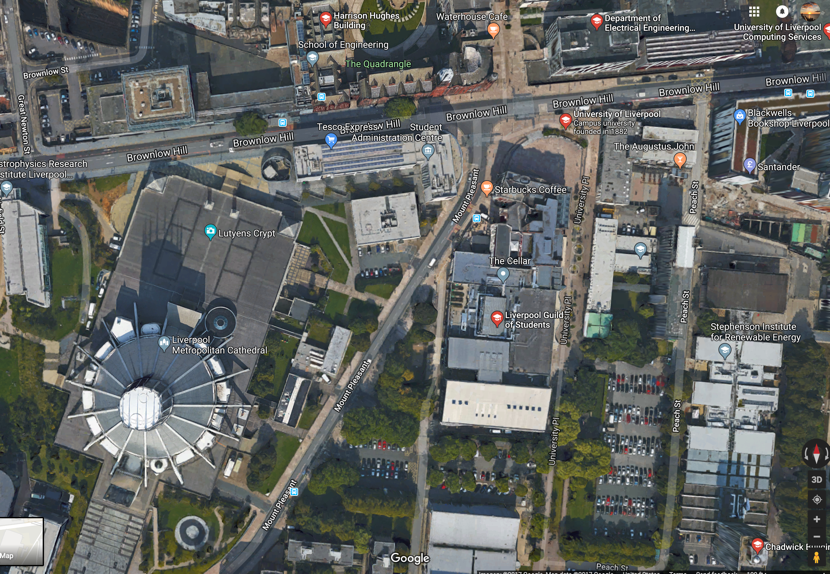 Harrison Hughes
Building
Waterhouse Cafe
Department of
Electrical Engineering...
University of Liverpool
Computing Services
School of Engineering
The Quadrangle
Brownlow St
Great Newton St
Brownlow Hill
Brownlow Hill
Brownlow Hill
Brownlow Hill
Brownlow Hill
Tesco Express
Student
Administration Centre
University of Liverpool
Campus university
founded in 1882
Blackwells
Bookshop Liverpool
The Augustus John
Santander
strophysics Research
stitute Liverpool
Starbucks Coffee
Mount Pleasant
University Pl
Peach St
Lutyens Crypt
The Cellar
Liverpool Guild
of Students
University Pl
Peach St
Stephenson Institute
for Renewable Energy
Liverpool
Metropolitan Cathedral
Mount Pleasant
University Pl
Peach St
3D
Mount Pleasant
Map
Google
Chadwick
Peach St